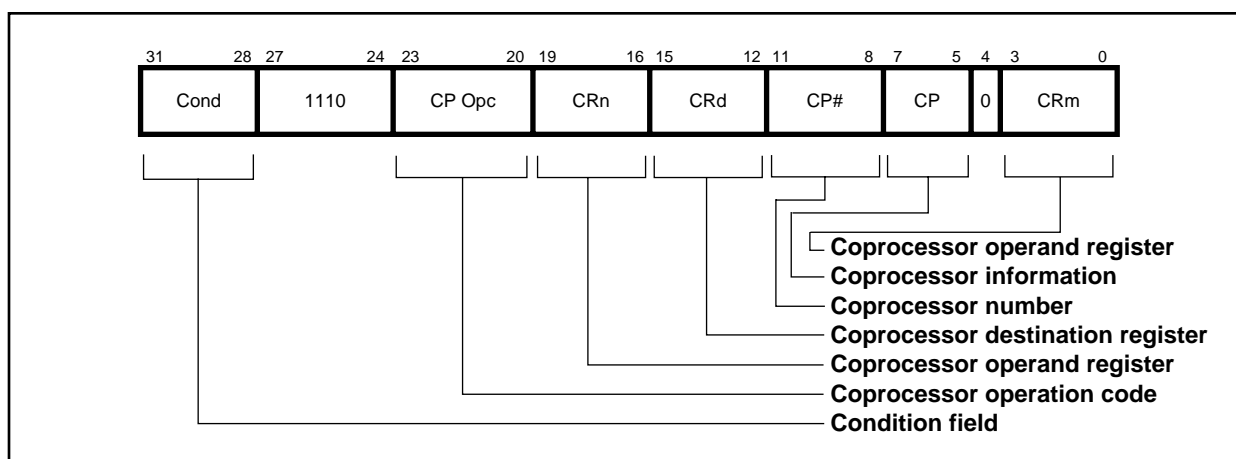 31 28 27 24 23 20 19 16 15 12 11 8 7 5 4 3 0
Cond 1110 CP Opc CRn CRd CP# CP 0 CRm
Coprocessor operand register
Coprocessor information
Coprocessor number
Coprocessor destination register
Coprocessor operand register
Coprocessor operation code
Condition field